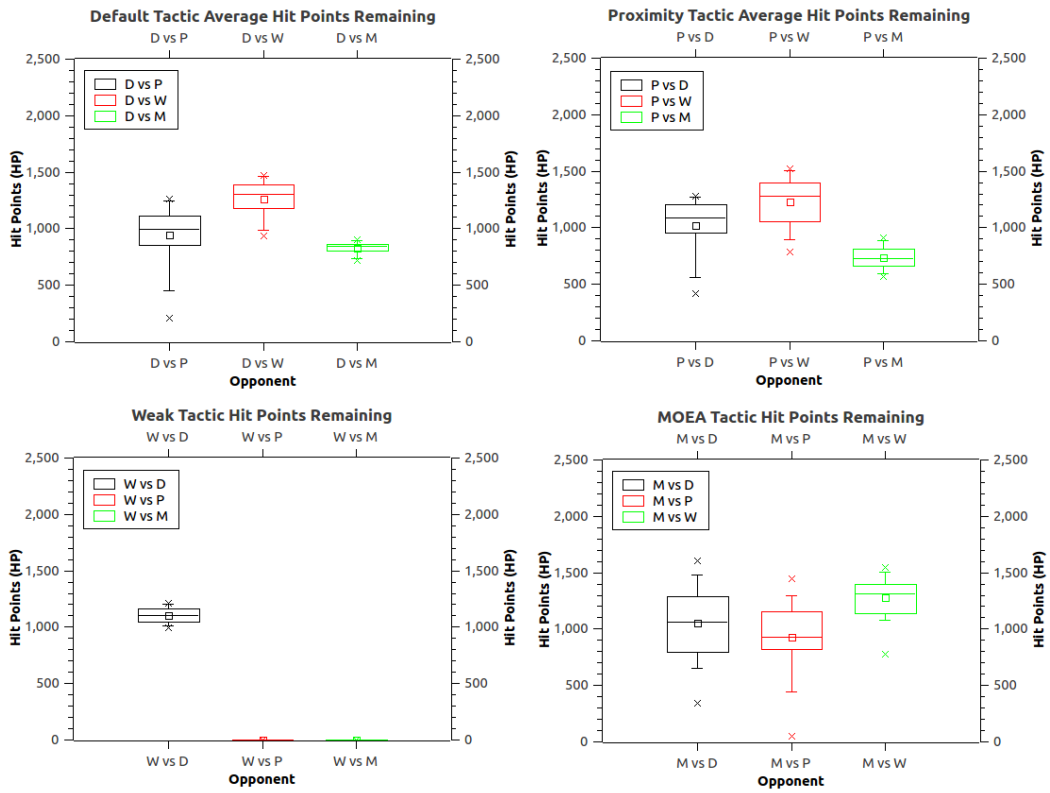 Default Tactic Average Hit Points Remaining
D vs P D vs W D vs M
2,500 2,500
D vs P
D vs W
D vs M
2,000 2,000
1,500 1,500
1,000 1,000
500 500
0 0
Hit Points (HP)
Hit Points (HP)
D vs P D vs W D vs M
Opponent
Proximity Tactic Average Hit Points Remaining
P vs D P vs W P vs M
2,500 2,500
P vs D
P vs W
P vs M
2,000 2,000
1,500 1,500
1,000 1,000
500 500
0 0
Hit Points (HP)
Hit Points (HP)
P vs D P vs W P vs M
Opponent
Weak Tactic Hit Points Remaining
W vs D W vs P W vs M
2,500 2,500
W vs D
W vs P
W vs M
2,000 2,000
1,500 1,500
1,000 1,000
500 500
0 0
Hit Points (HP)
Hit Points (HP)
W vs D W vs P W vs M
Opponent
MOEA Tactic Hit Points Remaining
M vs D M vs P M vs W
2,500 2,500
M vs D
M vs P
M vs W
2,000 2,000
1,500 1,500
1,000 1,000
500 500
0 0
Hit Points (HP)
Hit Points (HP)
M vs D M vs P M vs W
Opponent